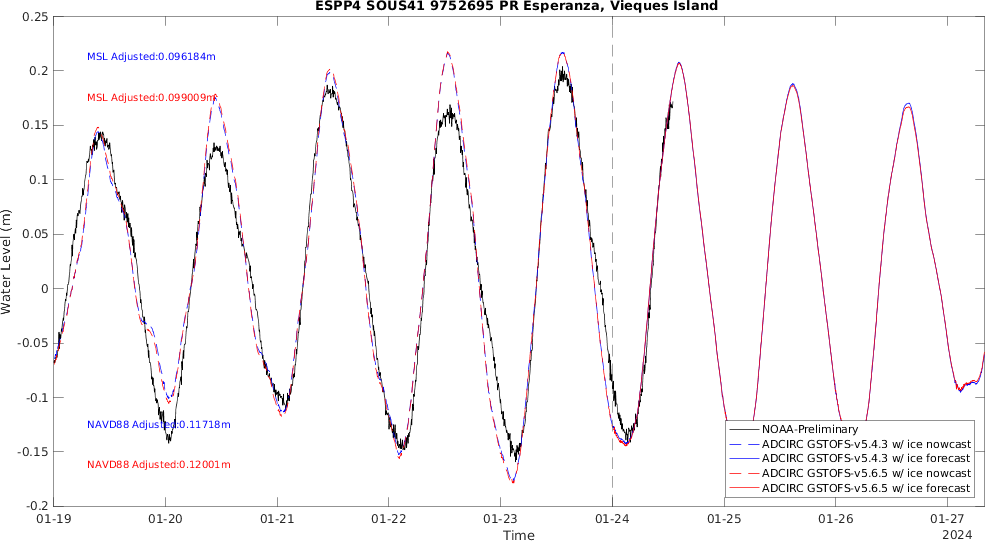 ESPP4 SOUS41 9752695 PR Esperanza, Vieques Island
0.25
0.2
0.15
0.1
0.05
0
-0.05
-0.1
-0.15
-0.2
Water Level (m)
MSL Adjusted:0.096184m
MSL Adjusted:0.099009m
NAVD88 Adjusted:0.11718m
NAVD88 Adjusted:0.12001m
NOAA-Preliminary
ADCIRC GSTOFS-v5.4.3 w/ ice nowcast
ADCIRC GSTOFS-v5.4.3 w/ ice forecast
ADCIRC GSTOFS-v5.6.5 w/ ice nowcast
ADCIRC GSTOFS-v5.6.5 w/ ice forecast
01-19 01-20 01-21 01-22 01-23 01-24 01-25 01-26 01-27
Time
2024